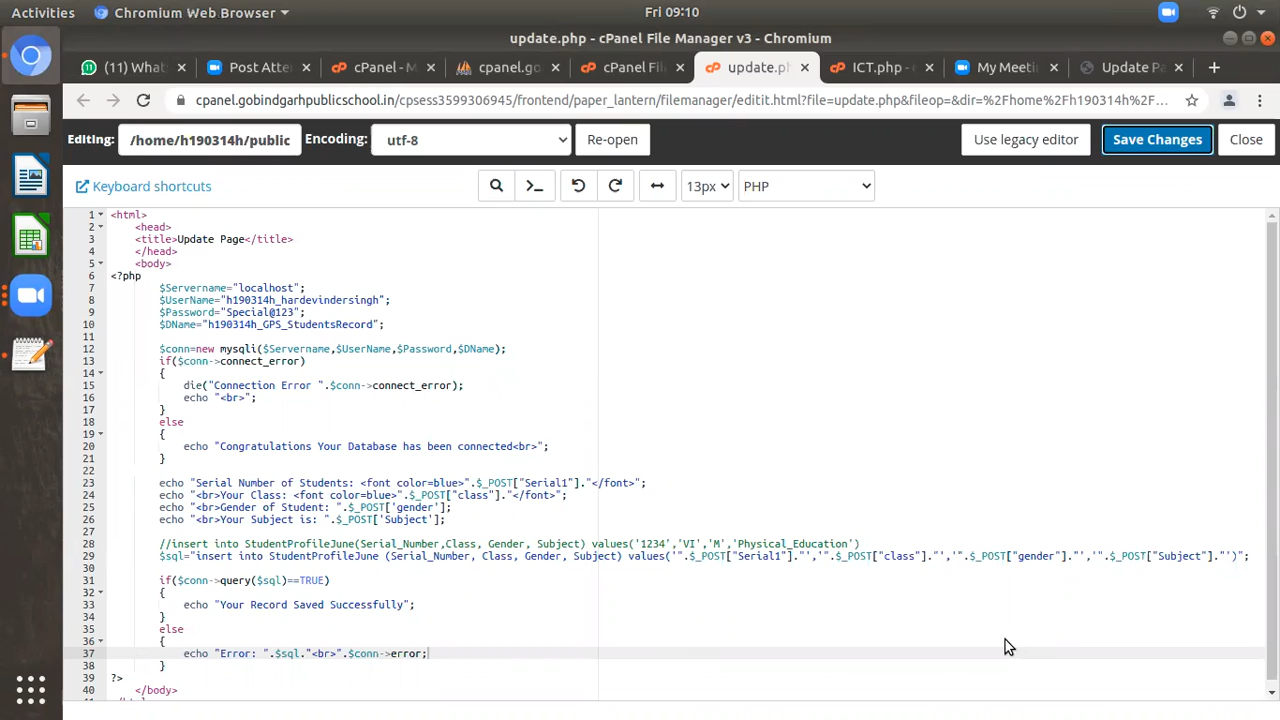 Activities Chromium Web Browser Fri 09:10
update.php - cPanel File Manager v3 - Chromium
(11) What Post Atte cPanel - M cpanel.go cPanel Fil update.ph ICT.php - My Meeti Update Pa
cpanel.gobindgarhpublicschool.in/cpsess3599306945/frontend/paper_lantern/filemanager/editit.html?file=update.php&fileop=&dir=%2Fhome%2Fh190314h%2F...
Editing: /home/h190314h/public Encoding: utf-8 Re-open Use legacy editor Save Changes Close
Keyboard shortcuts 13px PHP
1 <html>
2 <head>
3 <title>Update Page</title>
4 </head>
5 <body>
6 <?php
7 $Servername="localhost";
8 $UserName="h190314h_hardevindersingh";
9 $Password="Special@123";
10 $DName="h190314h_GPS_StudentsRecord";
11
12 $conn=new mysqli($Servername,$UserName,$Password,$DName);
13 if($conn->connect_error)
14 {
15 die("Connection Error ".$conn->connect_error);
16 echo "<br>";
17 }
18 else
19 {
20 echo "Congratulations Your Database has been connected<br>";
21 }
22
23 echo "Serial Number of Students: <font color=blue>".$_POST["Serial1"]."</font>";
24 echo "<br>Your Class: <font color=blue>".$_POST["class"]."</font>";
25 echo "<br>Gender of Student: ".$_POST['gender'];
26 echo "<br>Your Subject is: ".$_POST['Subject'];
27
28 //insert into StudentProfileJune(Serial_Number,Class, Gender, Subject) values('1234','VI','M','Physical_Education')
29 $sql="insert into StudentProfileJune (Serial_Number, Class, Gender, Subject) values('".$_POST["Serial1"]."','".$_POST["class"]."','".$_POST["gender"]."','".$_POST["Subject"]."')";
30
31 if($conn->query($sql)==TRUE)
32 {
33 echo "Your Record Saved Successfully";
34 }
35 else
36 {
37 echo "Error: ".$sql."<br>".$conn->error;
38 }
39 ?>
40 </body>